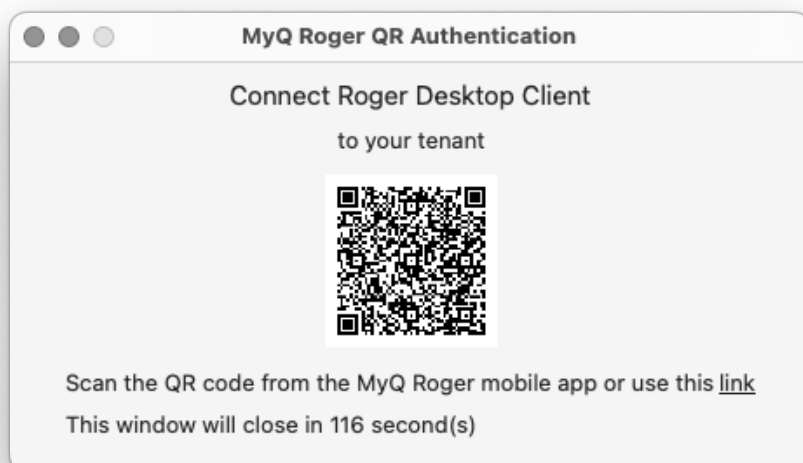 MyQ Roger QR Authentication
Connect Roger Desktop Client
to your tenant
Scan the QR code from the MyQ Roger mobile app or use this link
This window will close in 116 second(s)